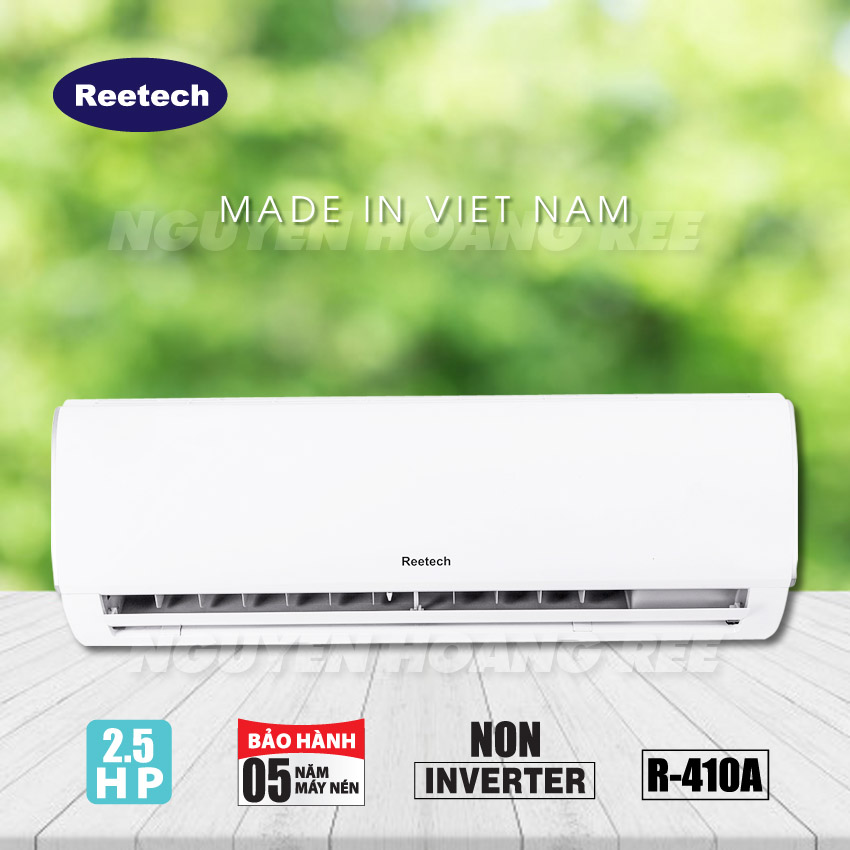 Reetech
MADE IN VIET NAM
NGUYEN HOANG REE
Reetech
NGUYEN HOANG REE
2.5
HP
BẢO HÀNH
05 NĂM
MÁY NÉN
NON
INVERTER
R-410A